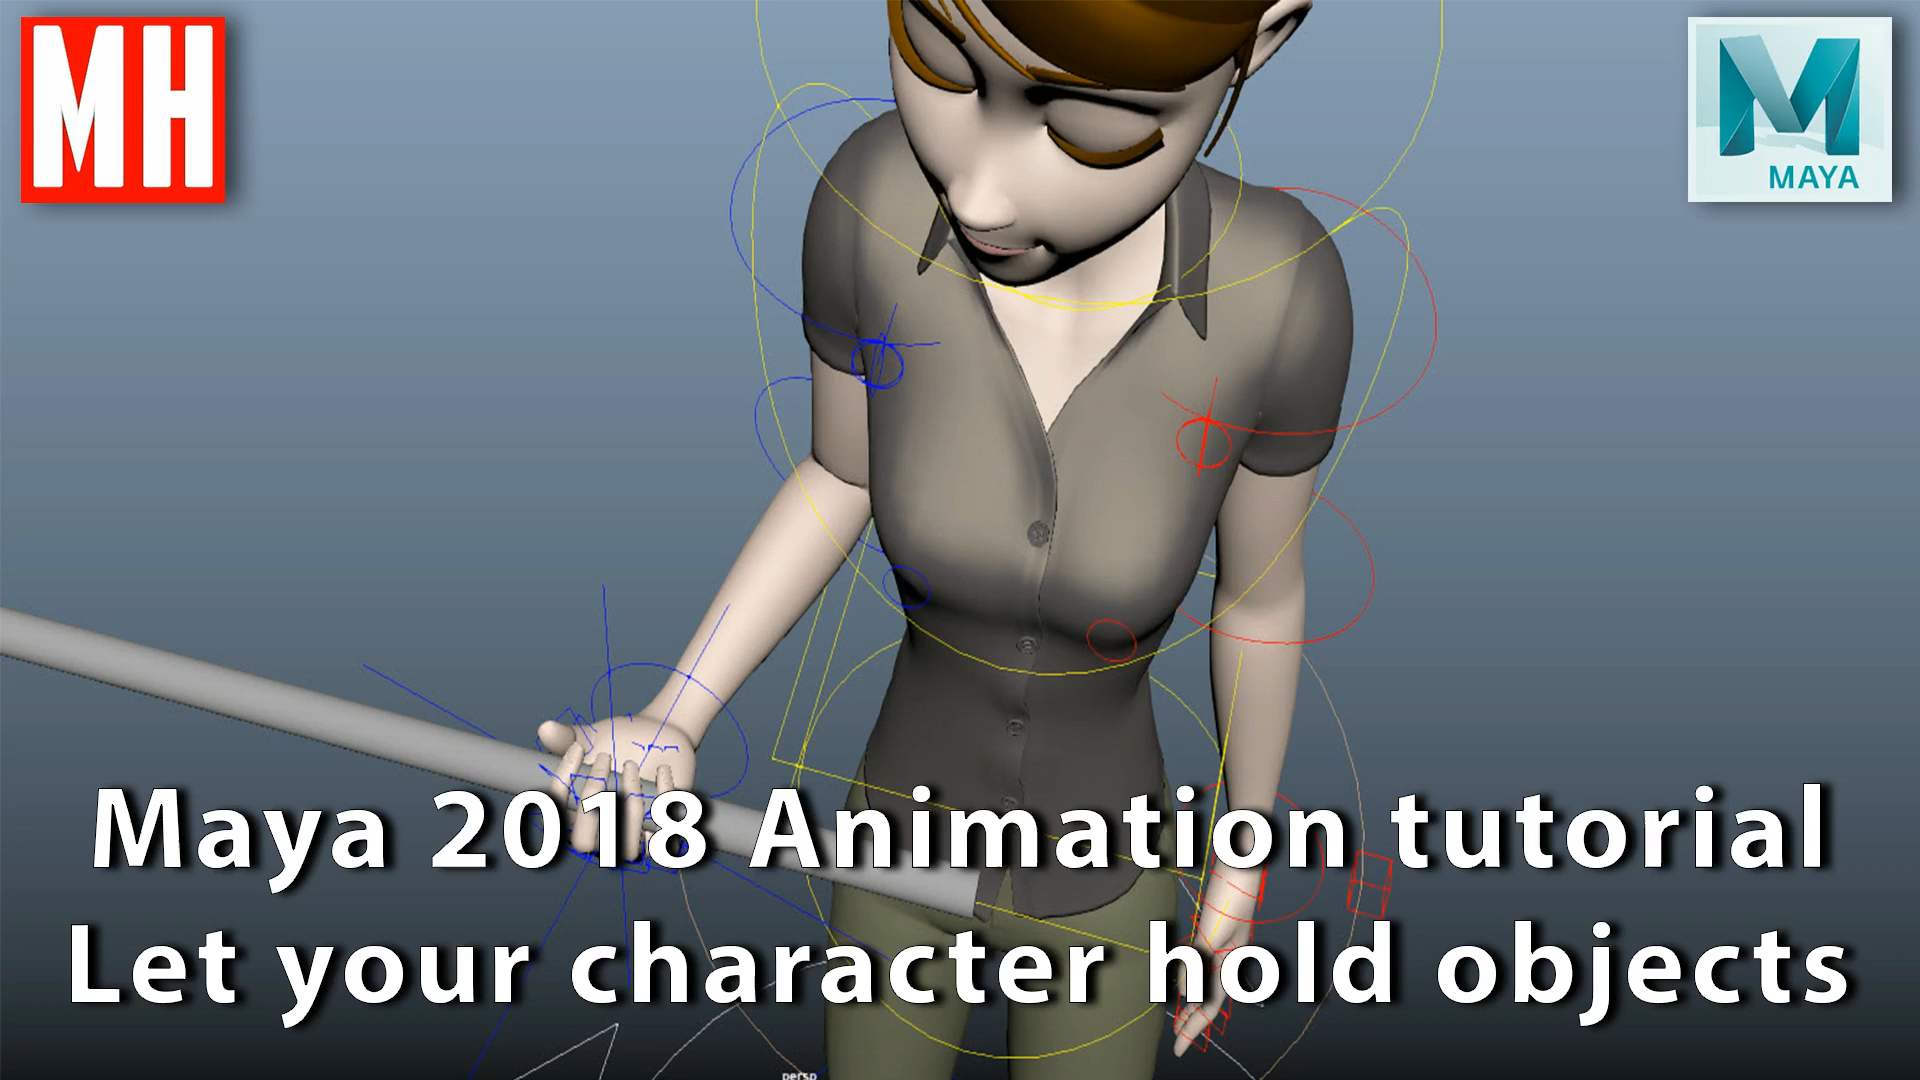 MH
MAYA
Maya 2018 Animation tutorial
Let your character hold objects
persp